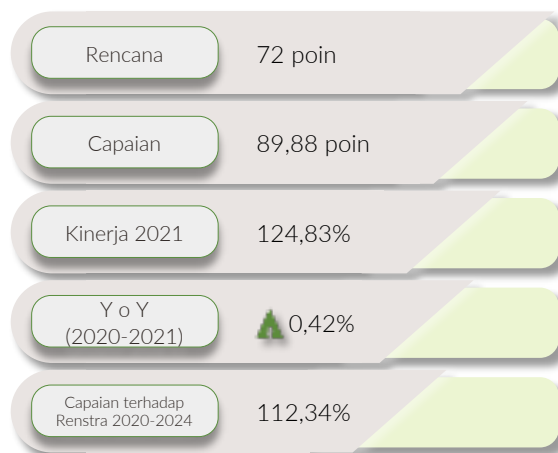 Rencana
72 poin
Capaian
89,88 poin
Kinerja 2021
124,83%
Y o Y
(2020-2021)
0,42%
Capaian terhadap
Renstra 2020-2024
112,34%